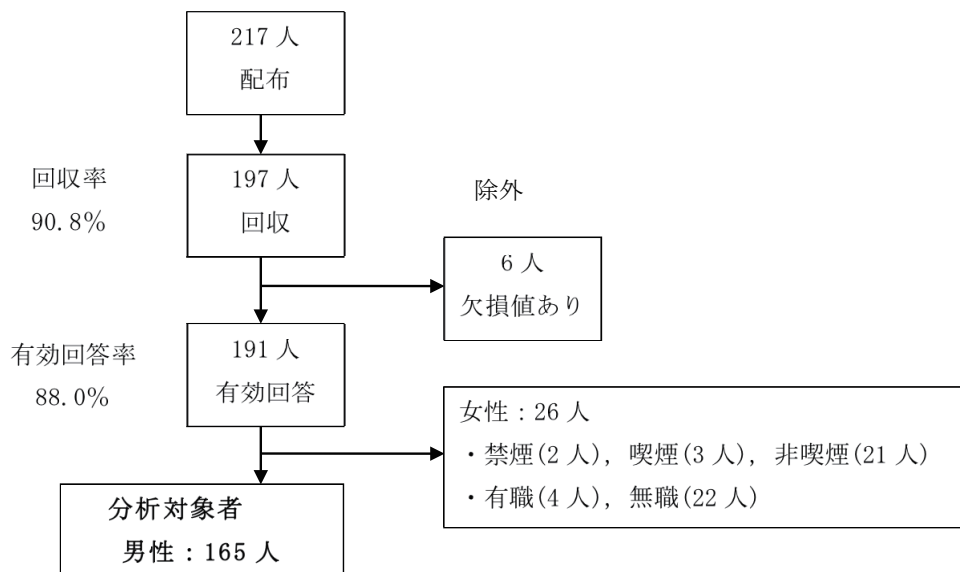 217 人
配布
回収率
90.8%
197 人
回収
除外
6 人
欠損値あり
有効回答率
88.0%
191 人
有効回答
女性：26 人
・禁煙(2 人)，喫煙(3 人)，非喫煙(21 人)
・有職(4 人)，無職(22 人)
分析対象者
男性：165 人